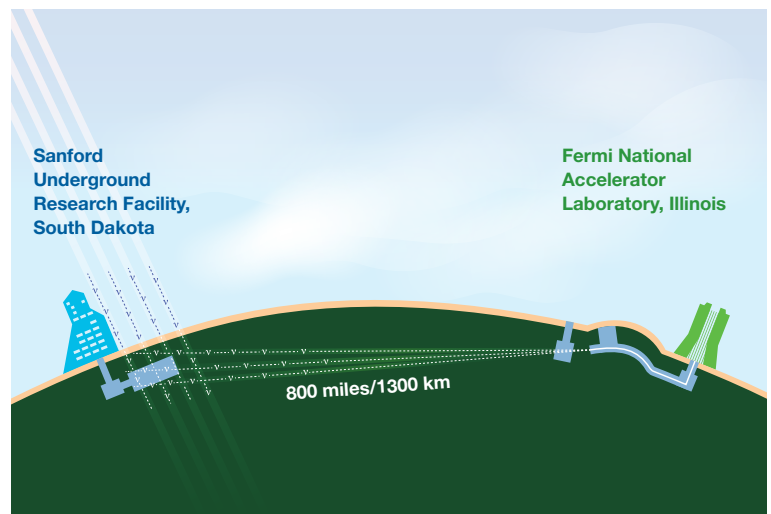 Sanford
Underground
Research Facility,
South Dakota
Fermi National
Accelerator
Laboratory, Illinois
800 miles/1300 km